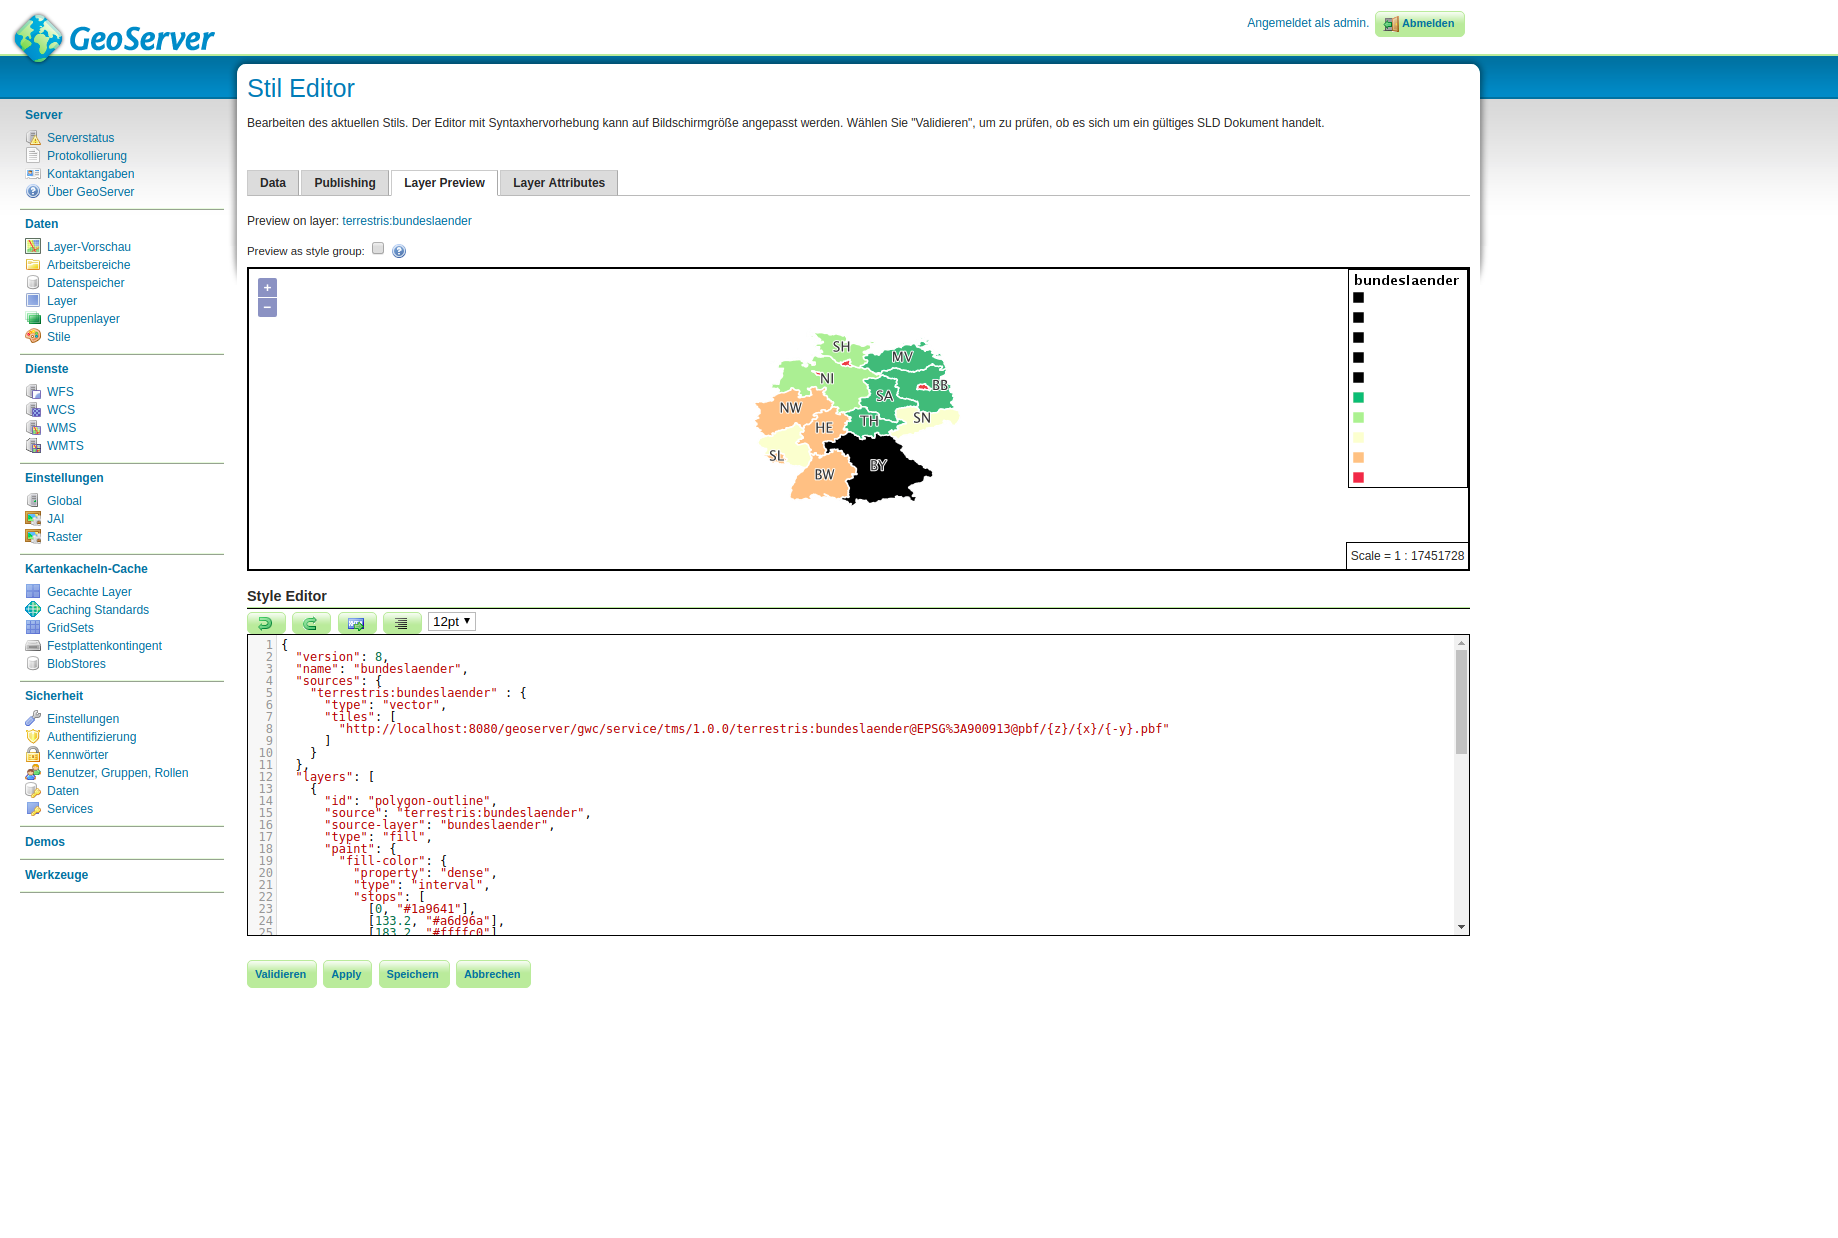 GeoServer
Angemeldet als admin. Abmelden
Server
Serverstatus
Protokollierung
Kontaktangaben
Über GeoServer
Daten
Layer-Vorschau
Arbeitsbereiche
Datenspeicher
Layer
Gruppenlayer
Stile
Dienste
WFS
WCS
WMS
WMTS
Einstellungen
Global
JAI
Raster
Kartenkacheln-Cache
Gecachte Layer
Caching Standards
GridSets
Festplattenkontingent
BlobStores
Sicherheit
Einstellungen
Authentifizierung
Kennwörter
Benutzer, Gruppen, Rollen
Daten
Services
Demos
Werkzeuge
Stil Editor
Bearbeiten des aktuellen Stils. Der Editor mit Syntaxhervorhebung kann auf Bildschirmgröße angepasst werden. Wählen Sie "Validieren", um zu prüfen, ob es sich um ein gültiges SLD Dokument handelt.
Data Publishing Layer Preview Layer Attributes
Preview on layer: terrestris:bundeslaender
Preview as style group:
+
−
bundeslaender
SH
MV
NI
BB
SA
NW
SN
TH
HE
SL
BY
BW
Scale = 1 : 17451728
Style Editor
12pt
1 {
2 "version": 8,
3 "name": "bundeslaender",
4 "sources": {
5 "terrestris:bundeslaender" : {
6 "type": "vector",
7 "tiles": [
8 "http://localhost:8080/geoserver/gwc/service/tms/1.0.0/terrestris:bundeslaender@EPSG%3A900913@pbf/{z}/{x}/{-y}.pbf"
9 ]
10 }
11 },
12 "layers": [
13 {
14 "id": "polygon-outline",
15 "source": "terrestris:bundeslaender",
16 "source-layer": "bundeslaender",
17 "type": "fill",
18 "paint": {
19 "fill-color": {
20 "property": "dense",
21 "type": "interval",
22 "stops": [
23 [0, "#1a9641"],
24 [133.2, "#a6d96a"],
25 [183.2, "#ffffc0"]
Validieren Apply Speichern Abbrechen